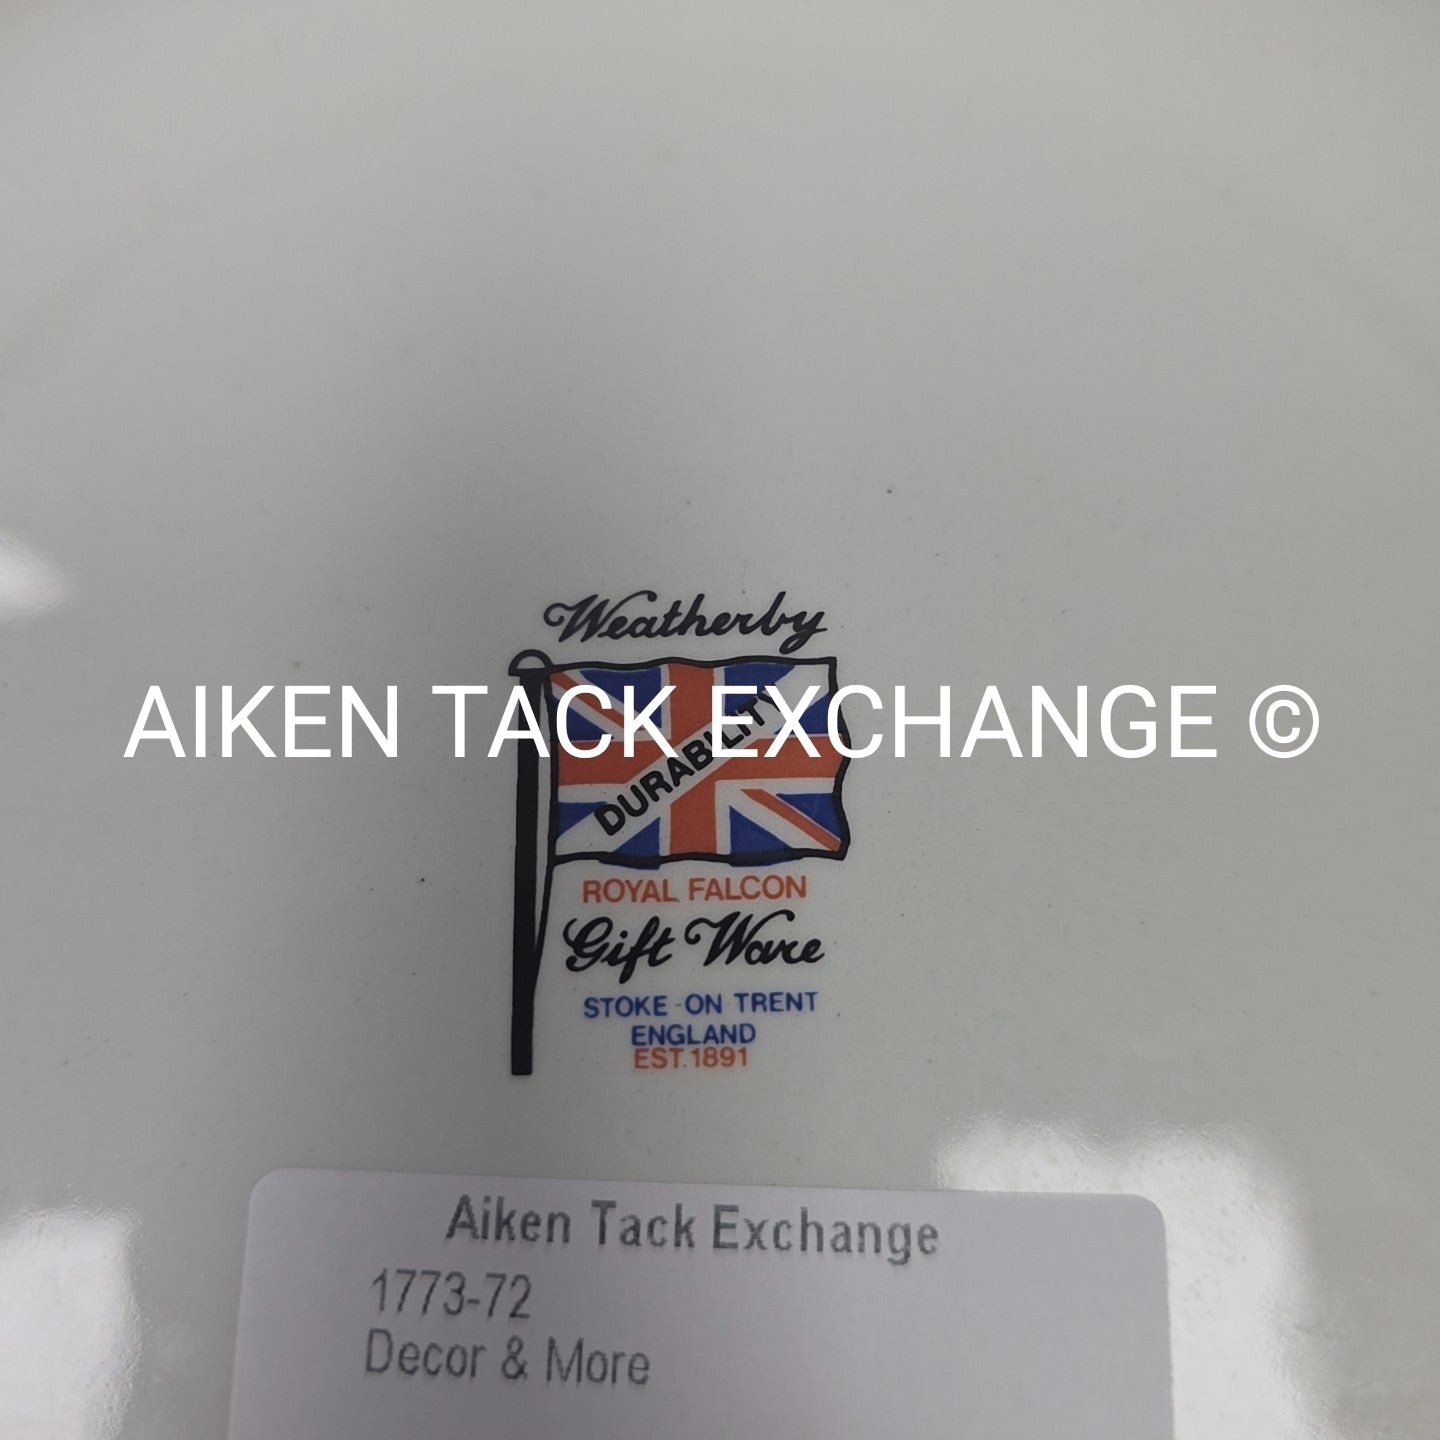 Weatherby
AIKEN TACK EXCHANGE ©
DURABILITY
ROYAL FALCON
Gift Ware
STOKE-ON TRENT
ENGLAND
EST. 1891
Aiken Tack Exchange
1773-72
Decor & More